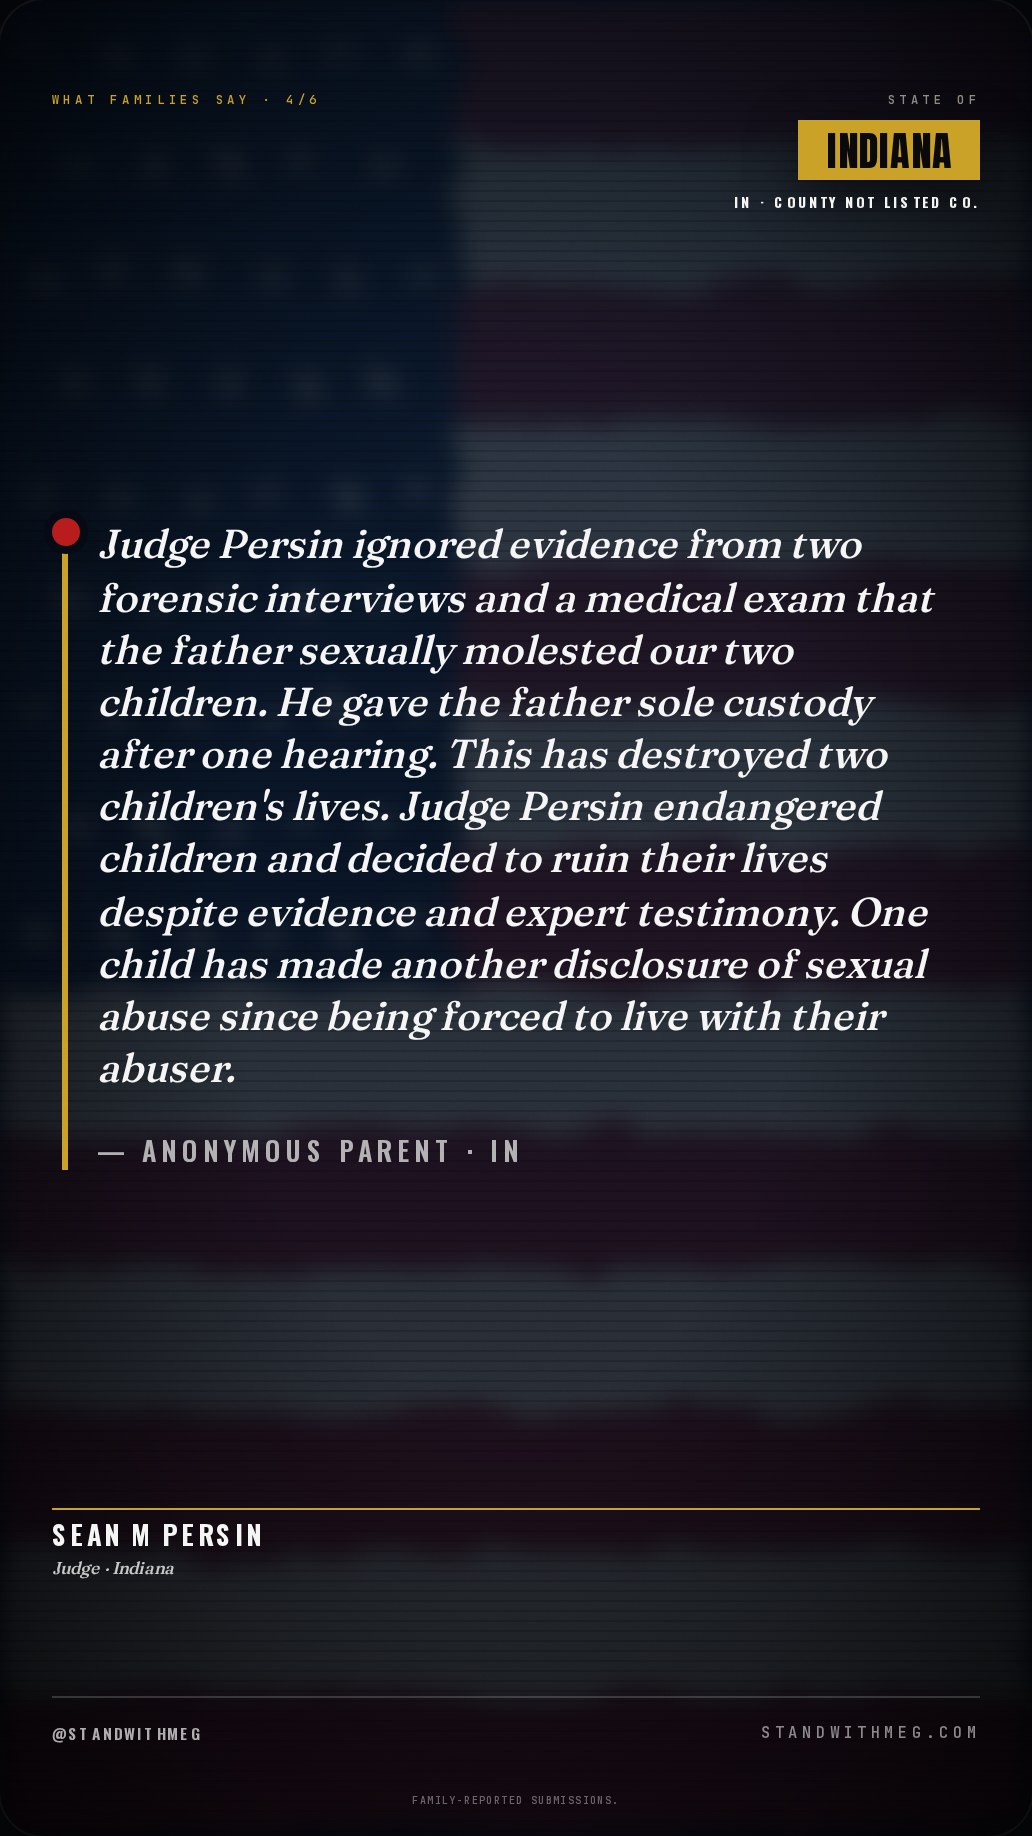 WHAT FAMILIES SAY · 4/6
STATE OF
INDIANA
IN · COUNTY NOT LISTED CO.
Judge Persin ignored evidence from two
forensic interviews and a medical exam that
the father sexually molested our two
children. He gave the father sole custody
after one hearing. This has destroyed two
children's lives. Judge Persin endangered
children and decided to ruin their lives
despite evidence and expert testimony. One
child has made another disclosure of sexual
abuse since being forced to live with their
abuser.
— ANONYMOUS PARENT · IN
SEAN M PERSIN
Judge · Indiana
@STANDWITHMEG
STANDWITHMEG.COM
FAMILY-REPORTED SUBMISSIONS.